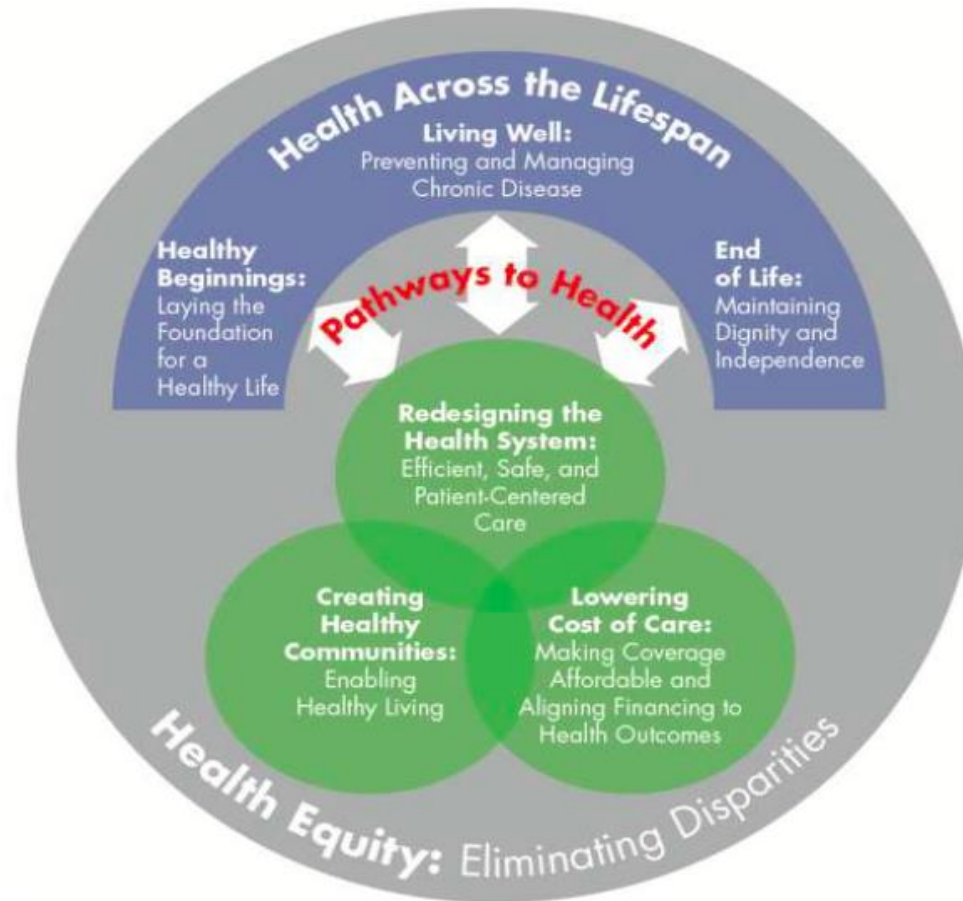 Health Across the Lifespan
Living Well:
Preventing and Managing
Chronic Disease
Healthy
Beginnings:
Laying the
Foundation
for a
Healthy Life
End
of Life:
Maintaining
Dignity and
Independence
Pathways to Health
Redesigning the
Health System:
Efficient, Safe, and
Patient-Centered
Care
Creating
Healthy
Communities:
Enabling
Healthy Living
Lowering
Cost of Care:
Making Coverage
Affordable and
Aligning Financing to
Health Outcomes
Health Equity: Eliminating Disparities